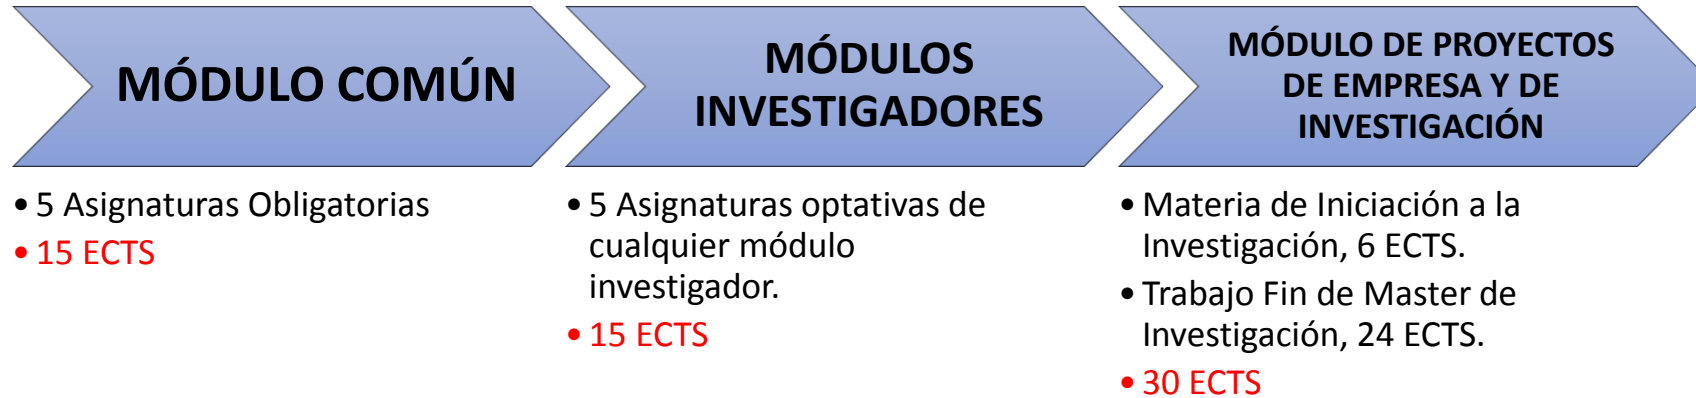 MÓDULO COMÚN
• 5 Asignaturas Obligatorias
• 15 ECTS
MÓDULOS
INVESTIGADORES
• 5 Asignaturas optativas de
cualquier módulo
investigador.
• 15 ECTS
MÓDULO DE PROYECTOS
DE EMPRESA Y DE
INVESTIGACIÓN
• Materia de Iniciación a la
Investigación, 6 ECTS.
• Trabajo Fin de Master de
Investigación, 24 ECTS.
• 30 ECTS